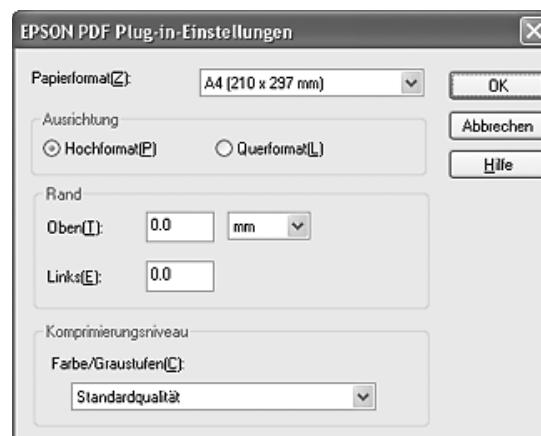 EPSON PDF Plug-in-Einstellungen
Papierformat(Z):
A4 (210 x 297 mm)
OK
Ausrichtung
Abbrechen
Hochformat(P)
Querformat(L)
Hilfe
Rand
Oben(T):
0.0
mm
Links(E):
0.0
Komprimierungsniveau
Farbe/Graustufen(C):
Standardqualität